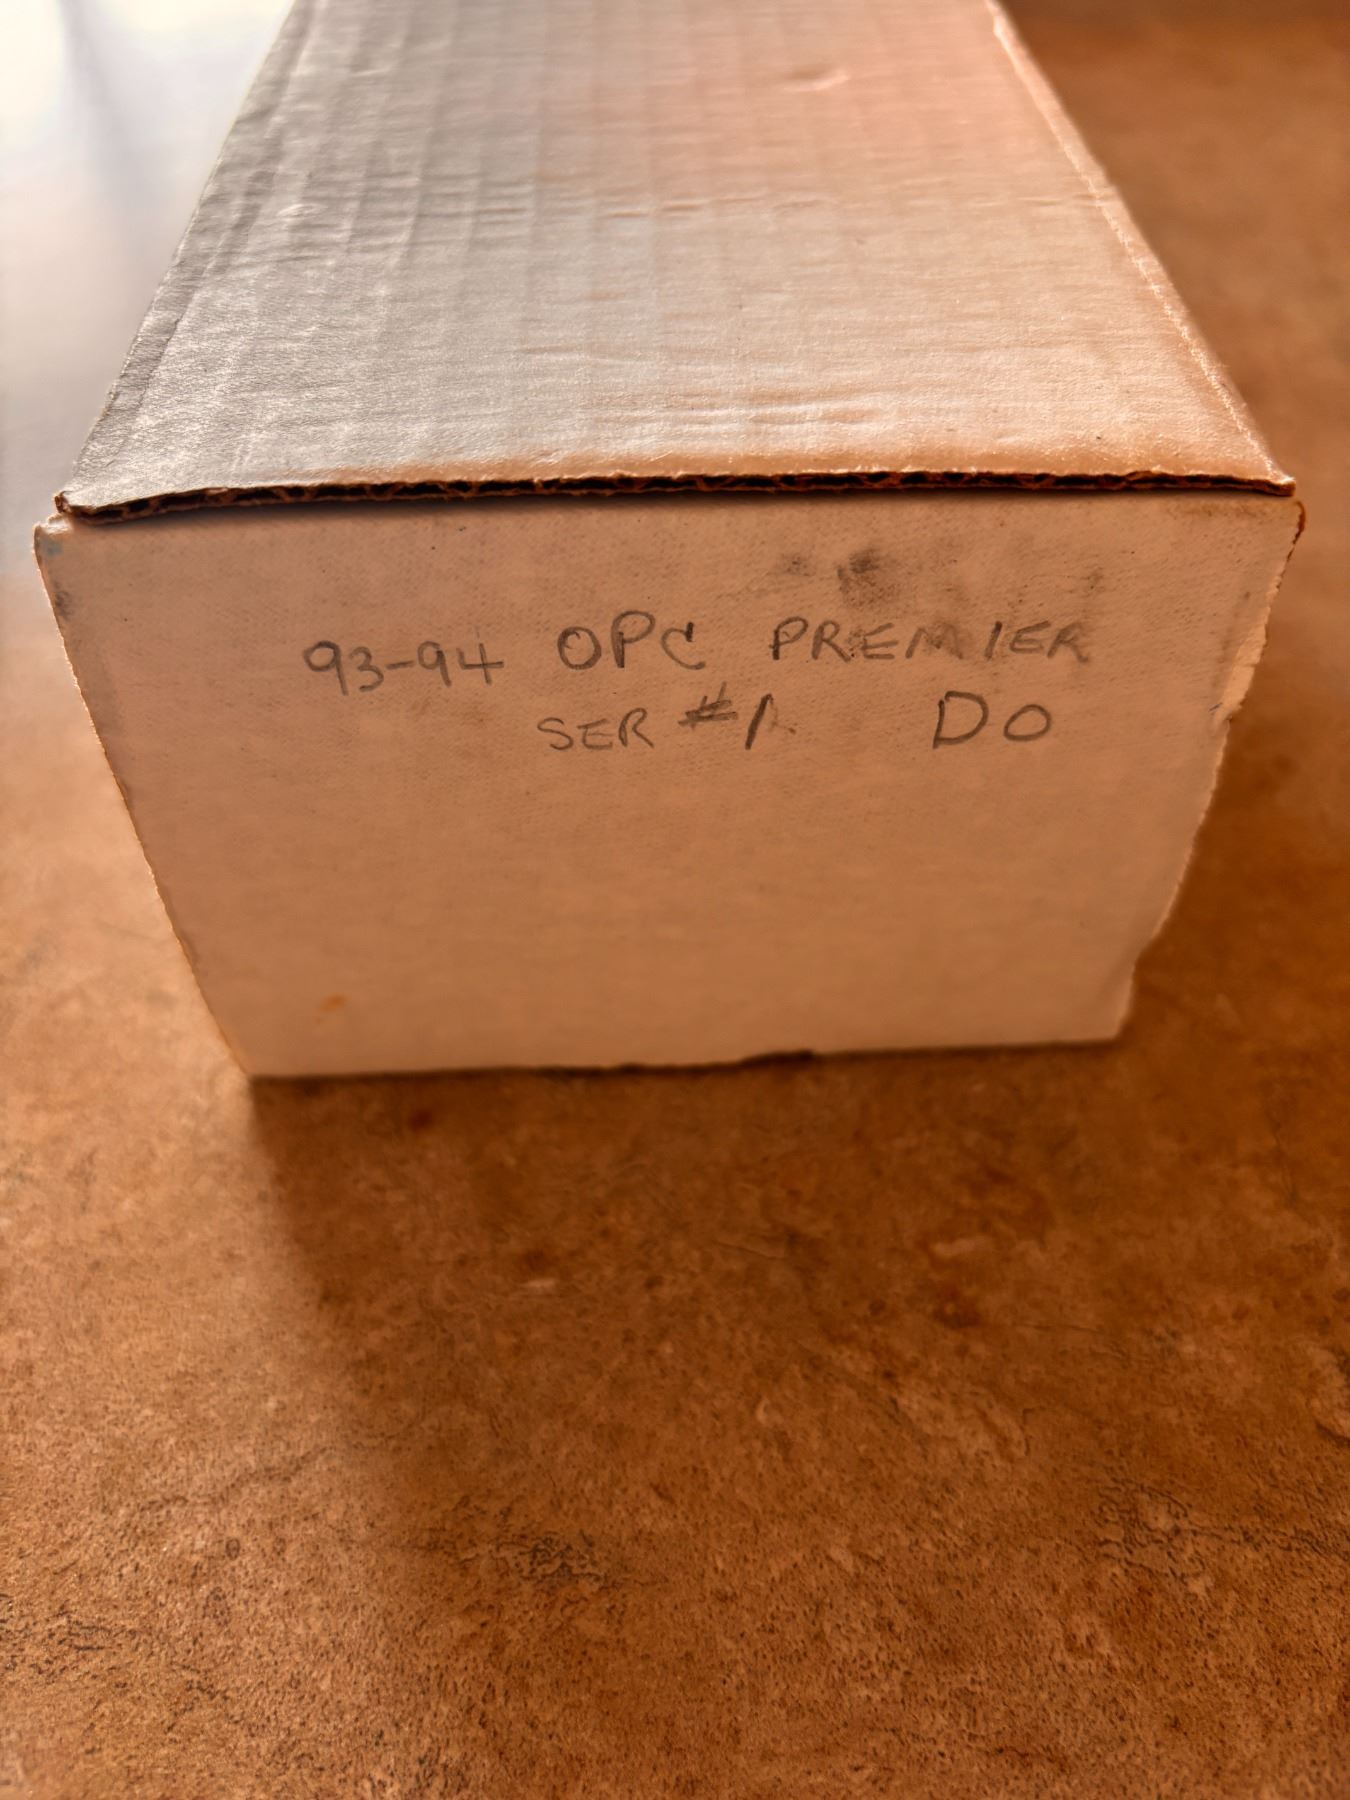 93-94 OPC PREMIER
SER #1 DO